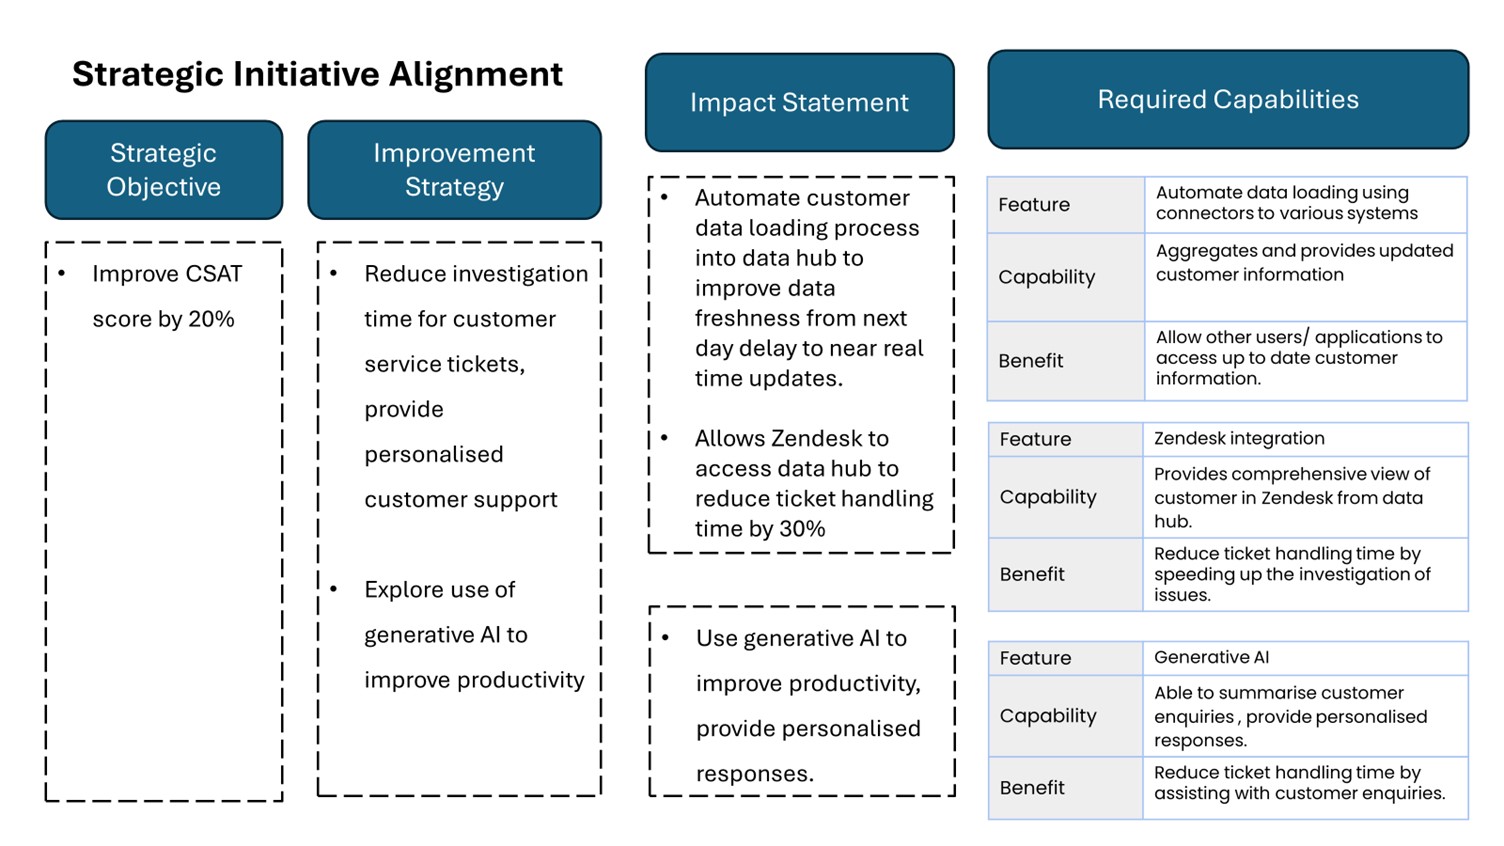 Strategic Initiative Alignment
Strategic
Objective
• Improve CSAT
score by 20%
Improvement
Strategy
• Reduce investigation
time for customer
service tickets,
provide
personalised
customer support
• Explore use of
generative AI to
improve productivity
Impact Statement
• Automate customer
data loading process
into data hub to
improve data
freshness from next
day delay to near real
time updates.
• Allows Zendesk to
access data hub to
reduce ticket handling
time by 30%
• Use generative AI to
improve productivity,
provide personalised
responses.
Required Capabilities
Feature
Automate data loading using
connectors to various systems
Capability
Aggregates and provides updated
customer information
Benefit
Allow other users/ applications to
access up to date customer
information.
Feature
Zendesk integration
Capability
Provides comprehensive view of
customer in Zendesk from data
hub.
Benefit
Reduce ticket handling time by
speeding up the investigation of
issues.
Feature
Generative AI
Capability
Able to summarise customer
enquiries , provide personalised
responses.
Benefit
Reduce ticket handling time by
assisting with customer enquiries.